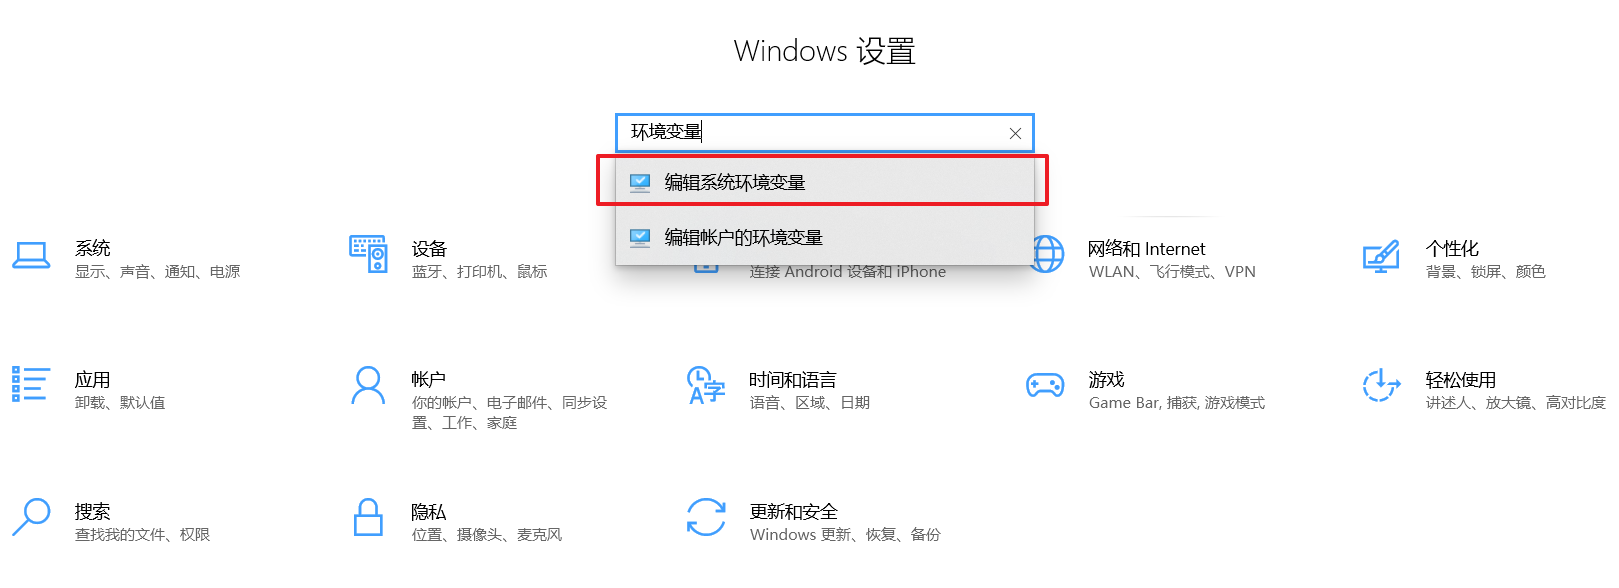 Windows 设置
环境变量
编辑系统环境变量
编辑帐户的环境变量
系统
显示、声音、通知、电源
设备
蓝牙、打印机、鼠标
连接 Android 设备和 iPhone
网络和 Internet
WLAN、飞行模式、VPN
个性化
背景、锁屏、颜色
应用
卸载、默认值
帐户
你的帐户、电子邮件、同步设
置、工作、家庭
时间和语言
语音、区域、日期
游戏
Game Bar, 捕获, 游戏模式
轻松使用
讲述人、放大镜、高对比度
搜索
查找我的文件、权限
隐私
位置、摄像头、麦克风
更新和安全
Windows 更新、恢复、备份